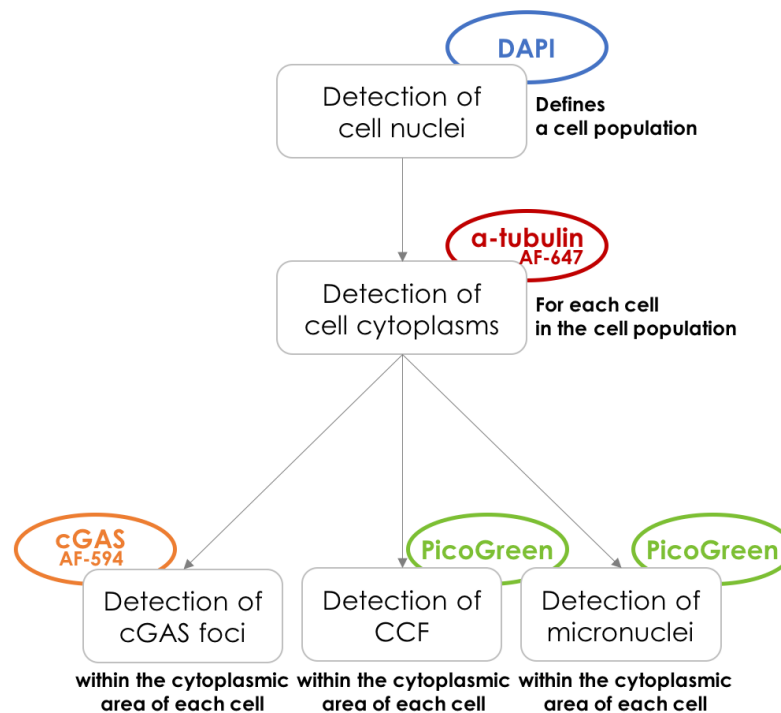 DAPI
Detection of
cell nuclei
Defines
a cell population
α-tubulin
AF-647
Detection of
cell cytoplasms
For each cell
in the cell population
cGAS
AF-594
Detection of
cGAS foci
within the cytoplasmic
area of each cell
PicoGreen
Detection of
CCF
within the cytoplasmic
area of each cell
PicoGreen
Detection of
micronuclei
within the cytoplasmic
area of each cell